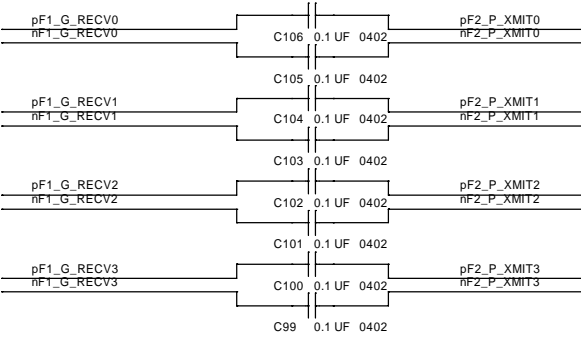 pF1_G_RECV0 pF2_P_XMIT0
nF1_G_RECV0 C106 0.1 UF 0402 nF2_P_XMIT0
C105 0.1 UF 0402
pF1_G_RECV1 pF2_P_XMIT1
nF1_G_RECV1 C104 0.1 UF 0402 nF2_P_XMIT1
C103 0.1 UF 0402
pF1_G_RECV2 pF2_P_XMIT2
nF1_G_RECV2 C102 0.1 UF 0402 nF2_P_XMIT2
C101 0.1 UF 0402
pF1_G_RECV3 pF2_P_XMIT3
nF1_G_RECV3 C100 0.1 UF 0402 nF2_P_XMIT3
C99 0.1 UF 0402